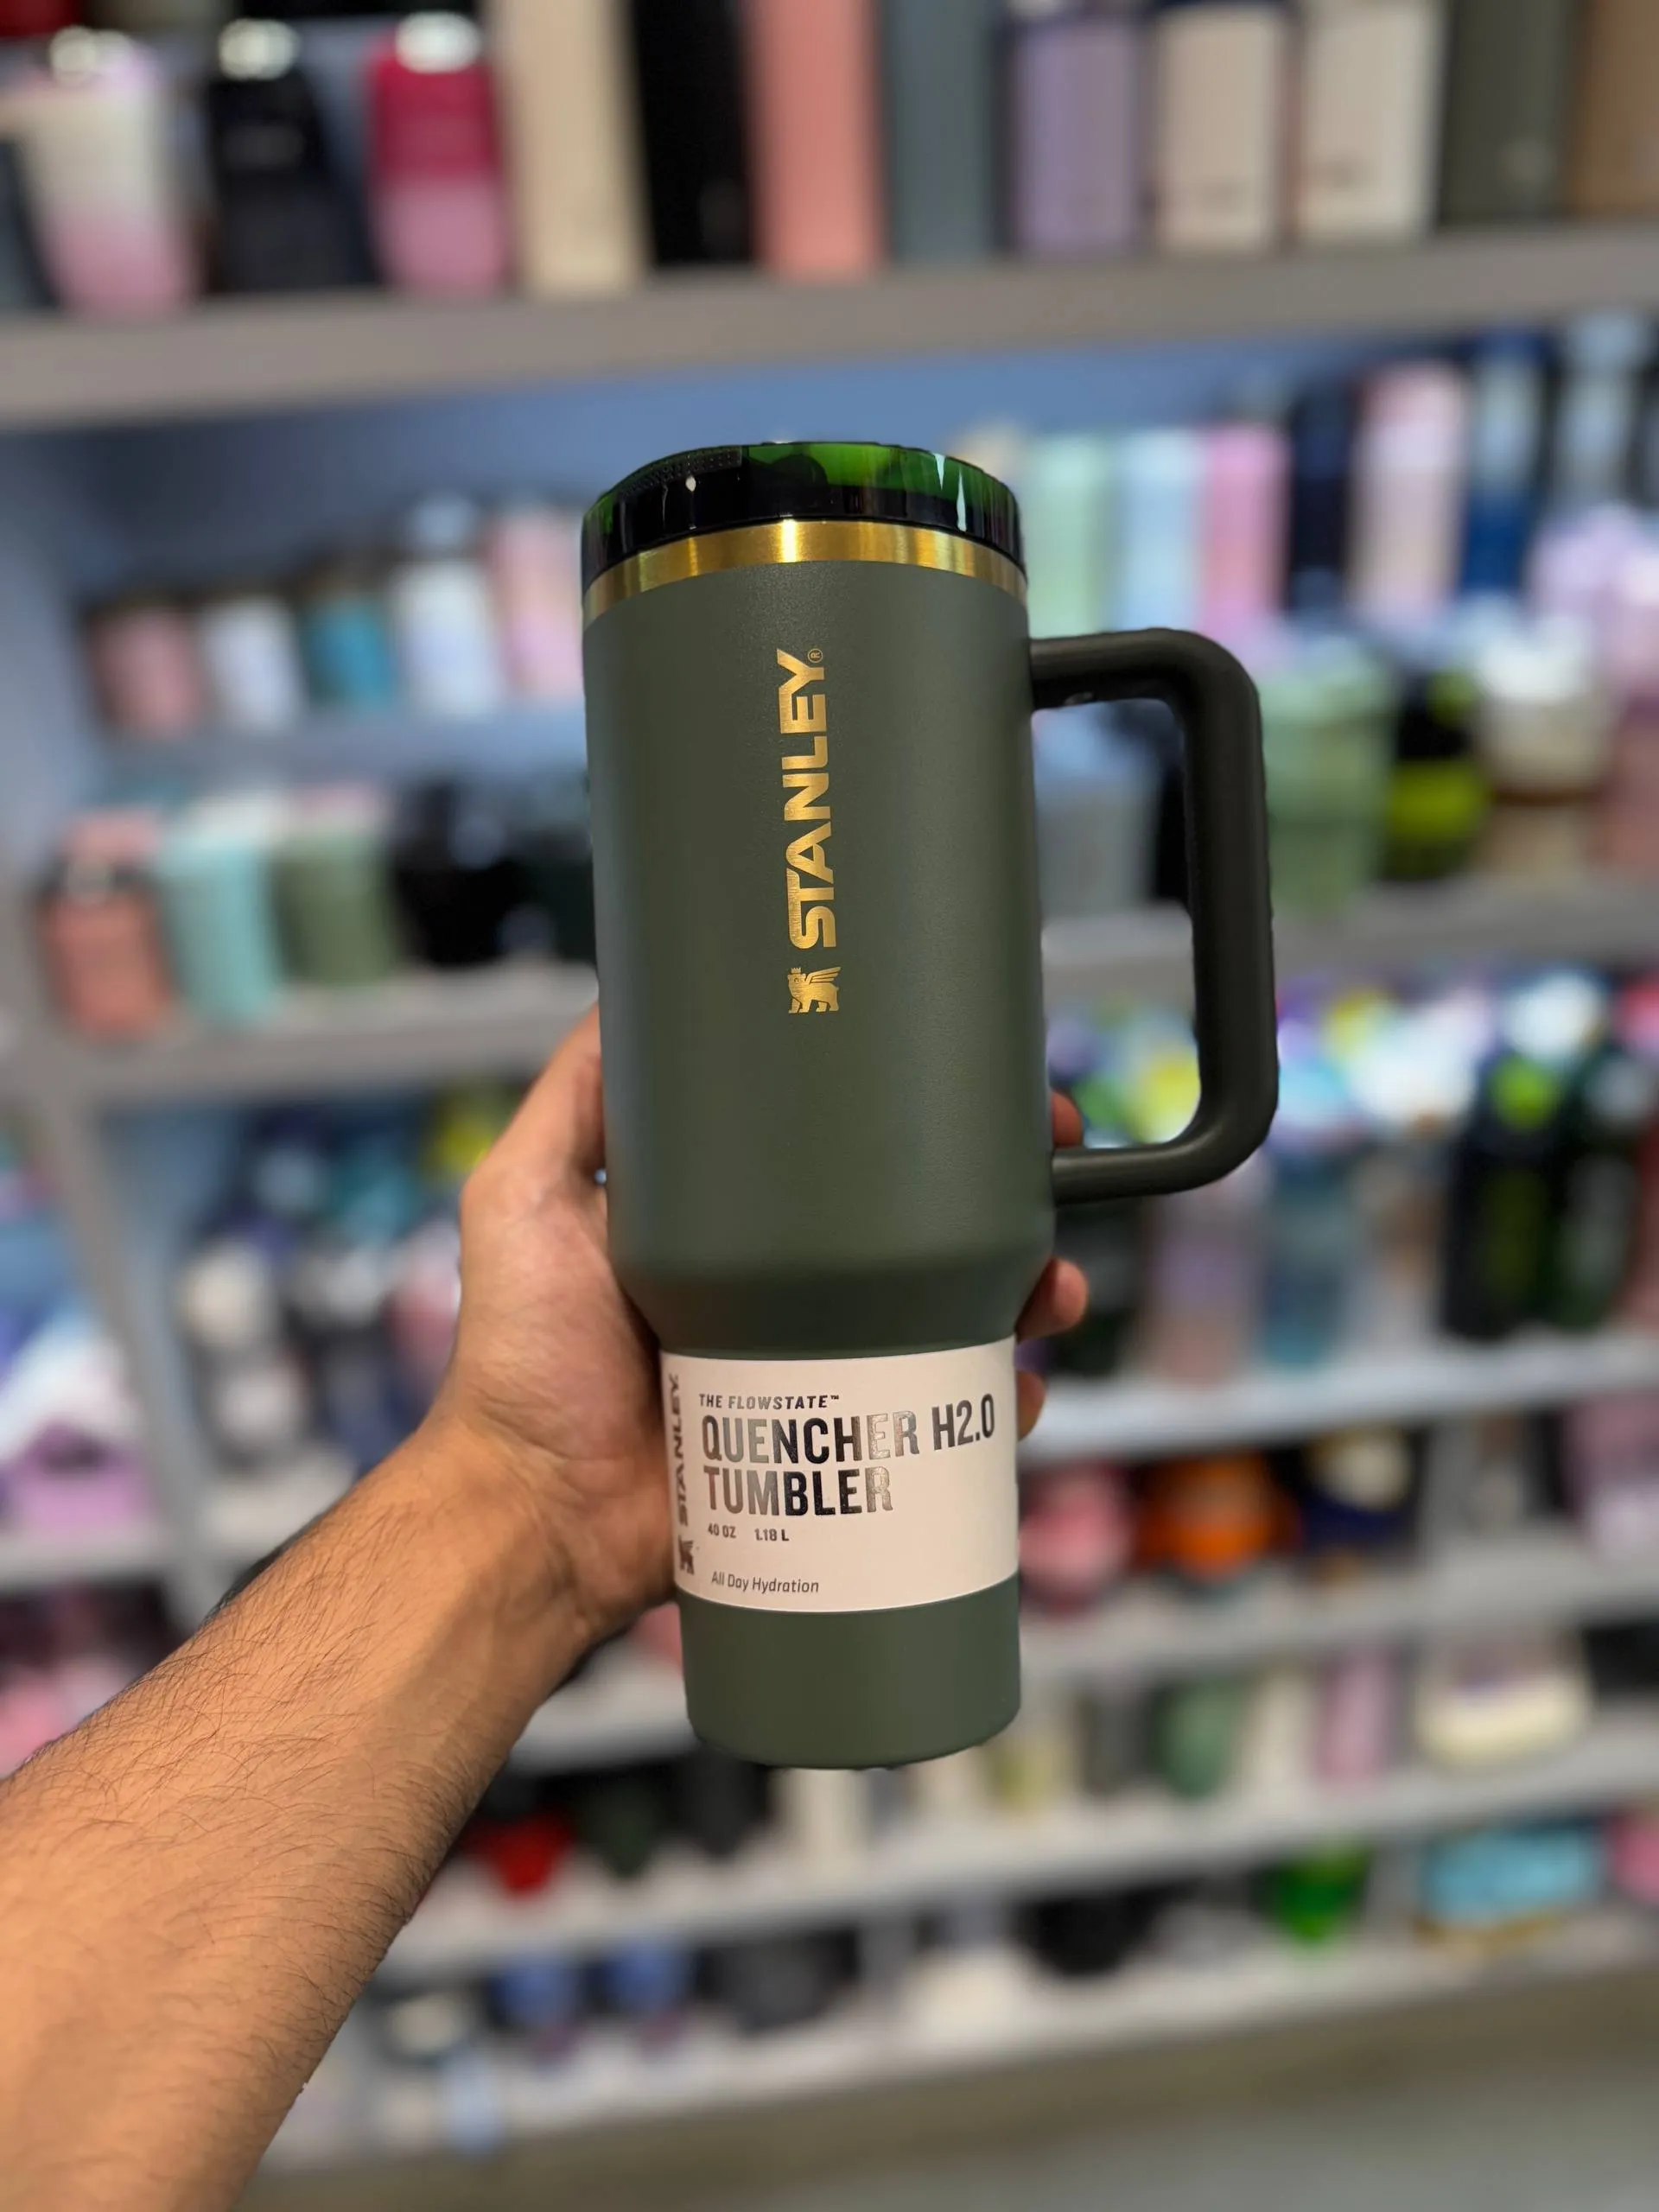 STANLEY®
STANLEY
THE FLOWSTATE™
QUENCHER H2.0
TUMBLER
40 OZ 1.18 L
All Day Hydration